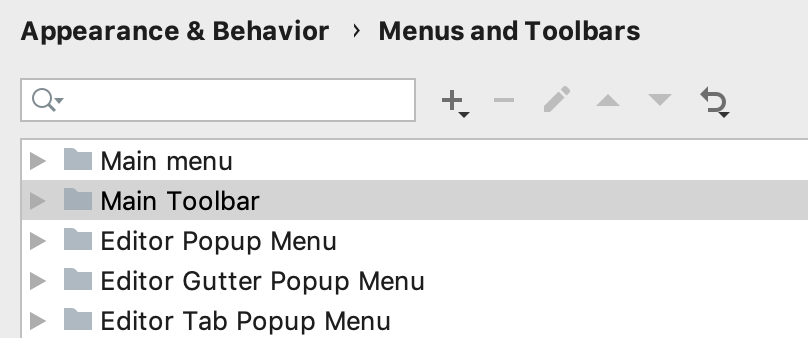 Appearance & Behavior › Menus and Toolbars
Main menu
Main Toolbar
Editor Popup Menu
Editor Gutter Popup Menu
Editor Tab Popup Menu